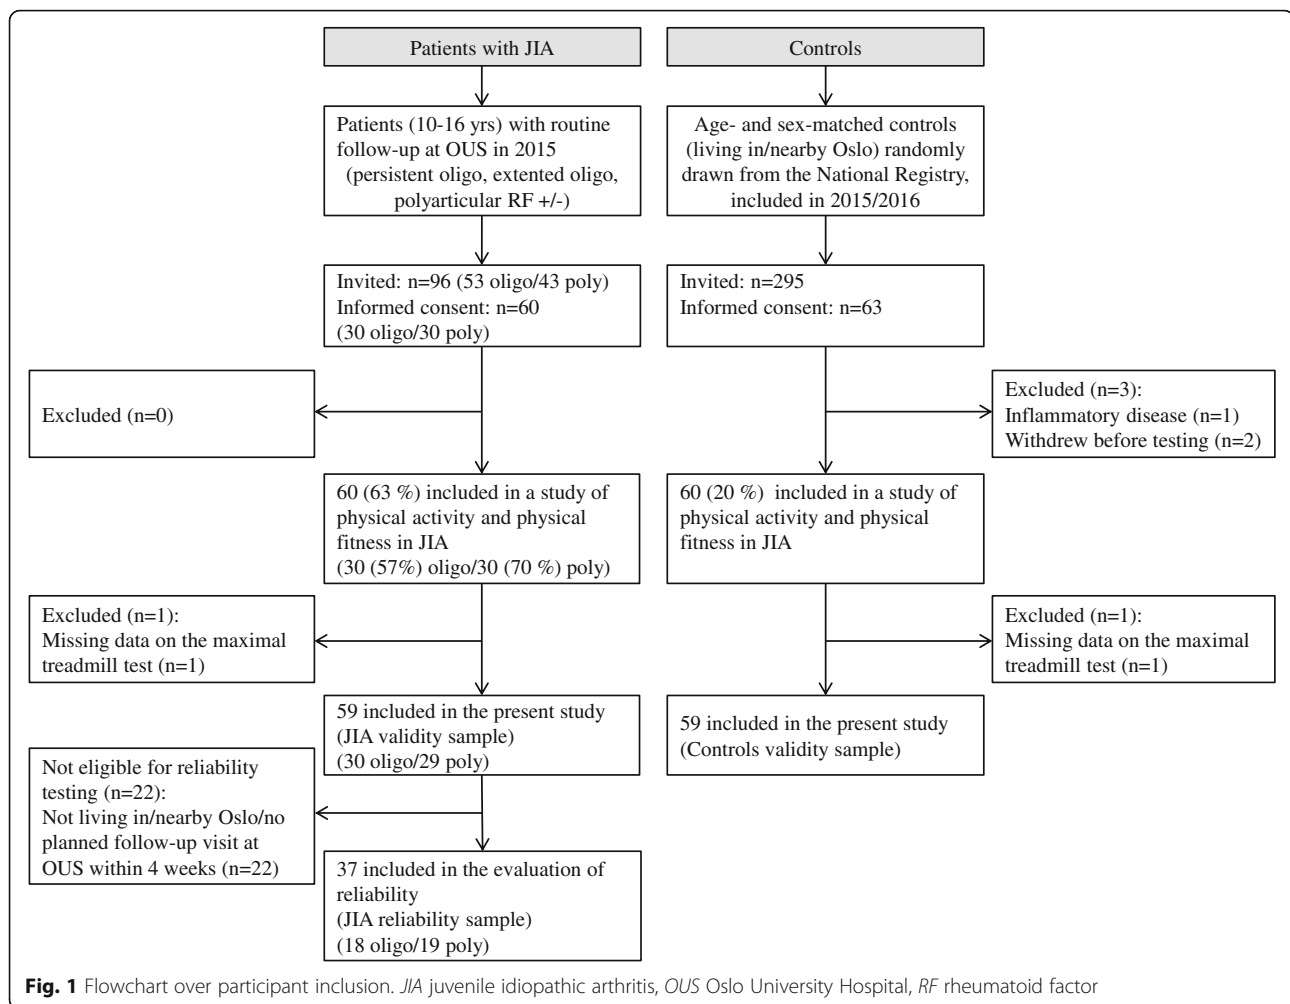 Patients with JIA
Controls
Patients (10-16 yrs) with routine
follow-up at OUS in 2015
(persistent oligo, extented oligo,
polyarticular RF +/-)
Age- and sex-matched controls
(living in/nearby Oslo) randomly
drawn from the National Registry,
included in 2015/2016
Invited: n=96 (53 oligo/43 poly)
Informed consent: n=60
(30 oligo/30 poly)
Invited: n=295
Informed consent: n=63
Excluded (n=0)
Excluded (n=3):
Inflammatory disease (n=1)
Withdrew before testing (n=2)
60 (63 %) included in a study of
physical activity and physical
fitness in JIA
(30 (57%) oligo/30 (70 %) poly)
60 (20 %) included in a study of
physical activity and physical
fitness in JIA
Excluded (n=1):
Missing data on the maximal
treadmill test (n=1)
Excluded (n=1):
Missing data on the maximal
treadmill test (n=1)
59 included in the present study
(JIA validity sample)
(30 oligo/29 poly)
59 included in the present study
(Controls validity sample)
Not eligible for reliability
testing (n=22):
Not living in/nearby Oslo/no
planned follow-up visit at
OUS within 4 weeks (n=22)
37 included in the evaluation of
reliability
(JIA reliability sample)
(18 oligo/19 poly)
Fig. 1 Flowchart over participant inclusion. JIA juvenile idiopathic arthritis, OUS Oslo University Hospital, RF rheumatoid factor